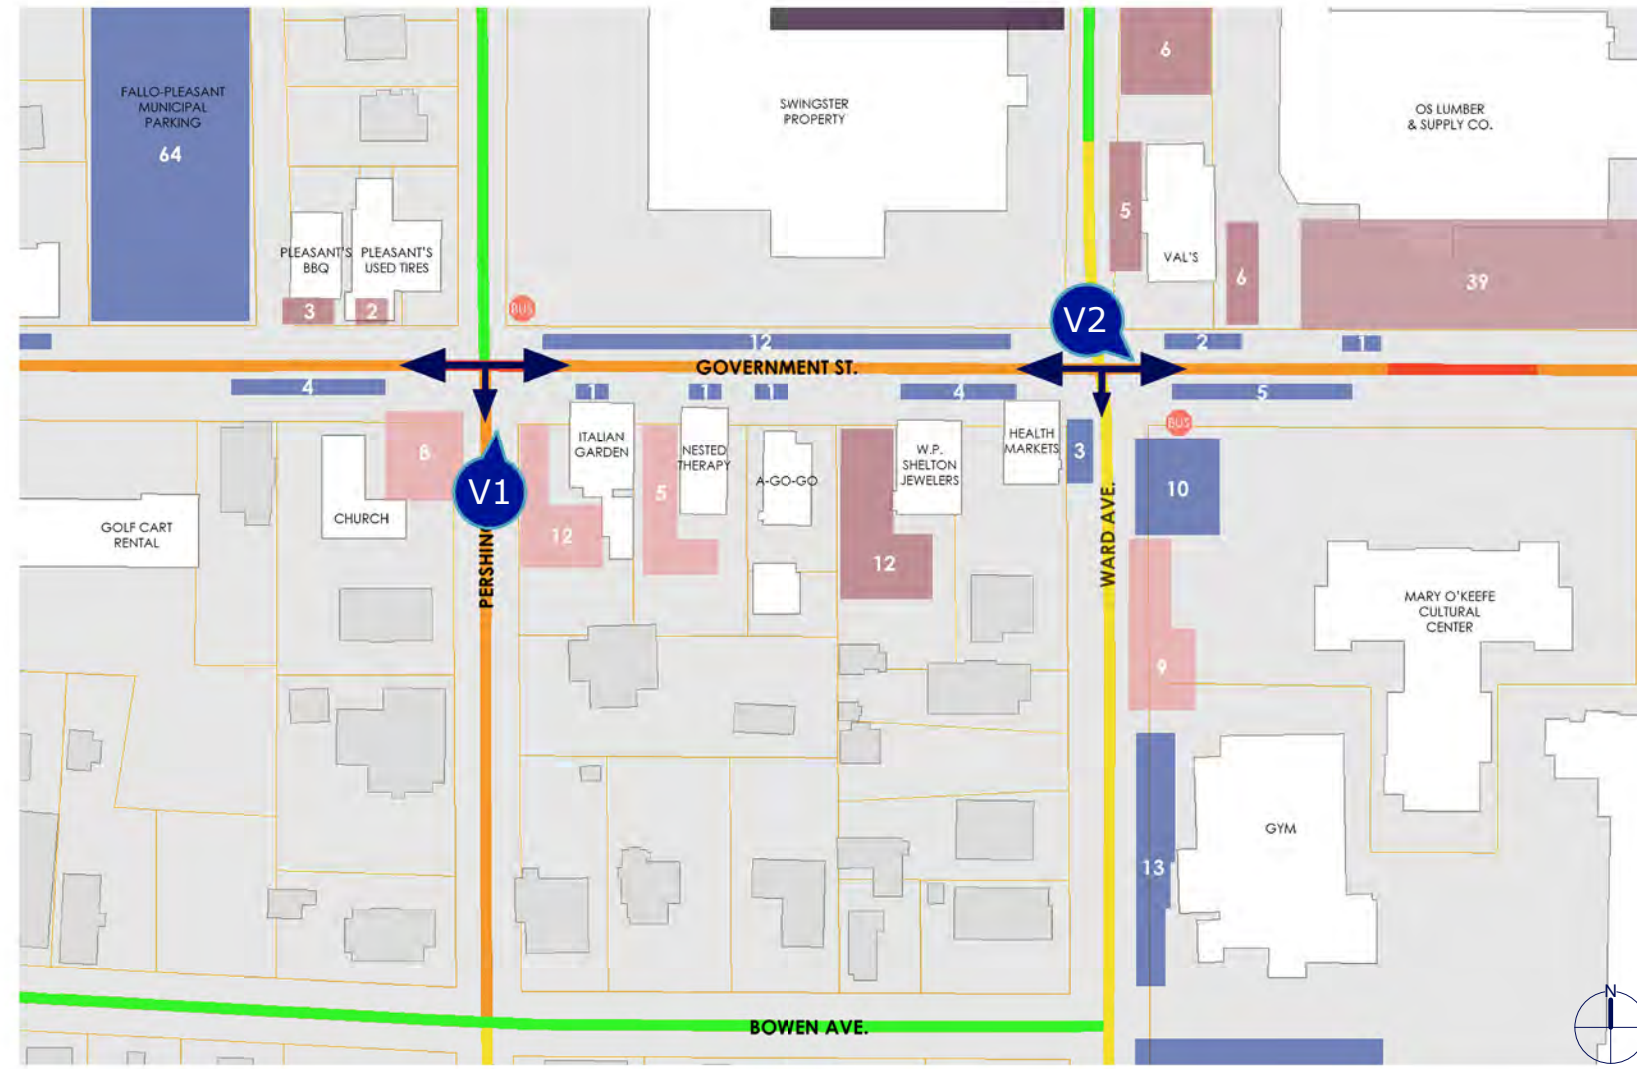 FALLO-PLEASANT
MUNICIPAL
PARKING
64
6
SWINGSTER
PROPERTY
OS LUMBER
& SUPPLY CO.
5
VAL'S
6
39
PLEASANT'S
BBQ
PLEASANT'S
USED TIRES
3
2
BUS
V2
12
2
1
GOVERNMENT ST.
4
1
1
1
4
5
BUS
8
ITALIAN
GARDEN
5
NESTED
THERAPY
A-GO-GO
W.P.
SHELTON
JEWELERS
HEALTH
MARKETS
3
10
V1
GOLF CART
RENTAL
CHURCH
12
12
PERSHING
WARD AVE.
MARY O'KEEFE
CULTURAL
CENTER
9
GYM
13
N
BOWEN AVE.